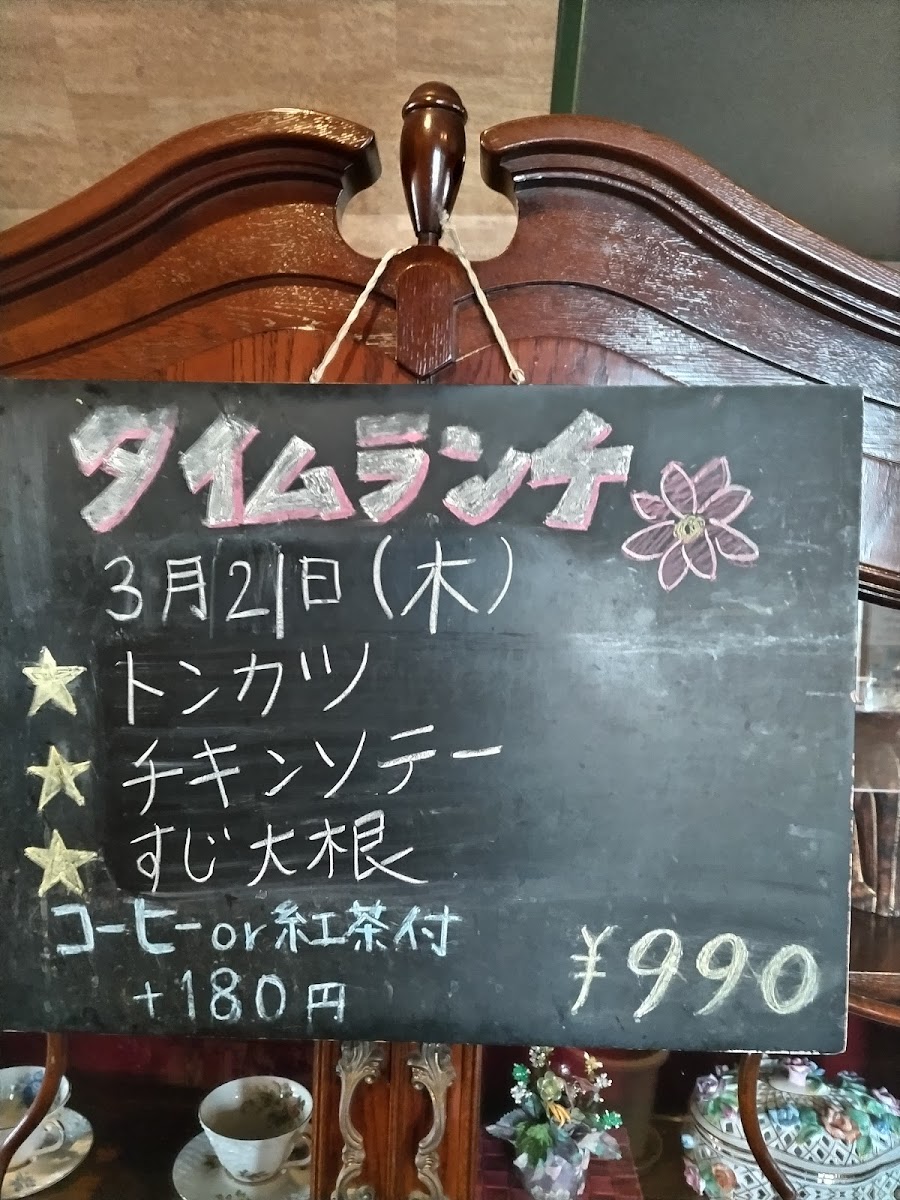 タイムランチ
3月21日(木)
★ トンカツ
★ チキンソテー
★ すじ大根
コーヒーor紅茶付
+180円
¥990